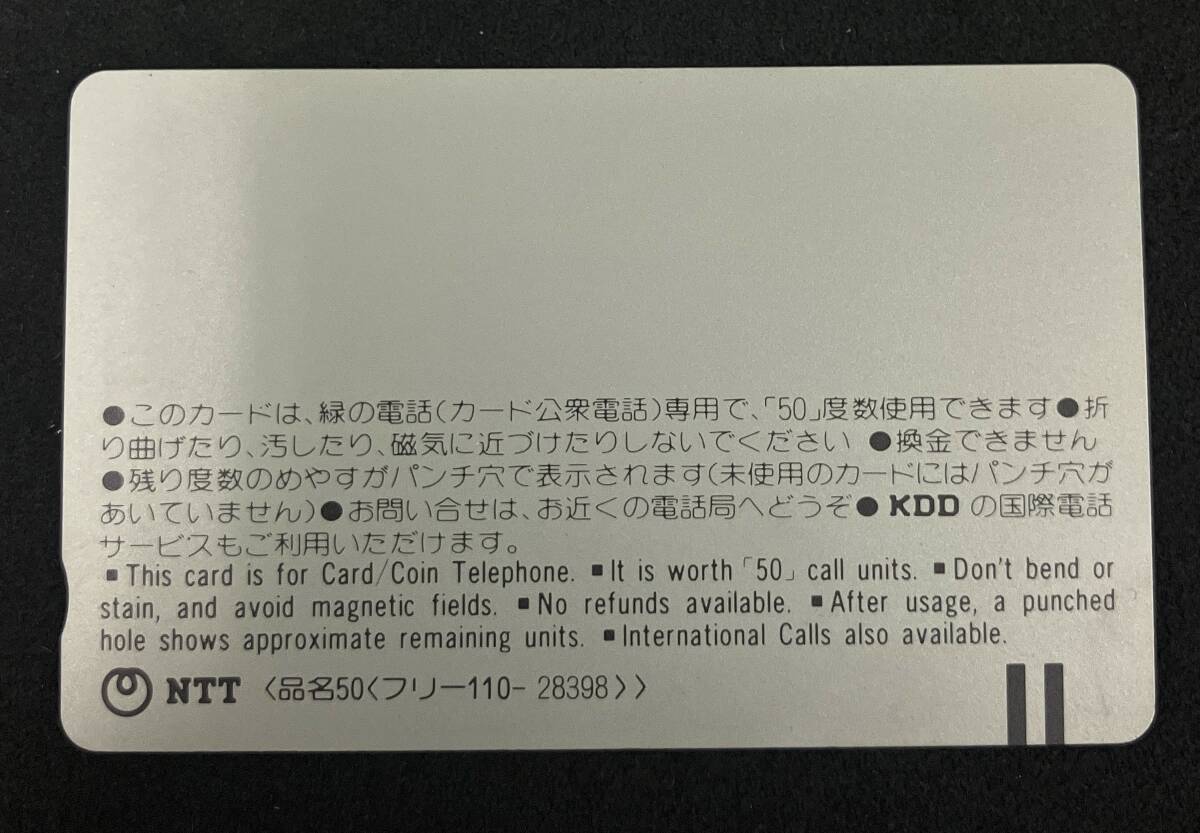 ●このカードは、緑の電話(カード公衆電話)専用で、「50」度数使用できます●折
り曲げたり、汚したり、磁気に近づけたりしないでください ●換金できません
●残り度数のめやすがパンチ穴で表示されます(未使用のカードにはパンチ穴が
あいていません)●お問い合せは、お近くの電話局へどうぞ● KDD の国際電話
サービスもご利用いただけます。
■This card is for Card/Coin Telephone. ■It is worth「50」call units. ■Don't bend or
stain, and avoid magnetic fields. ■No refunds available. ■After usage, a punched
hole shows approximate remaining units. ■International Calls also available.
NTT 〈品名50〈フリー110- 28398〉〉